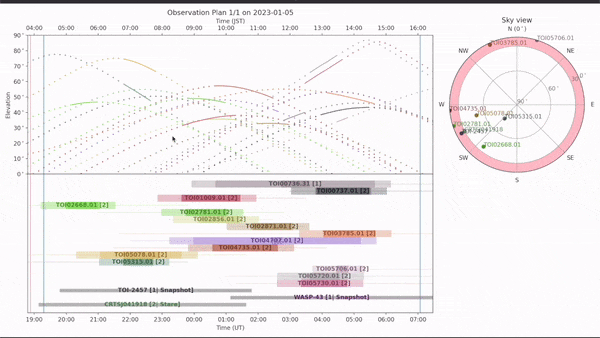 Observation Plan 1/1 on 2023-01-05
Time (JST)
04:00 05:00 06:00 07:00 08:00 09:00 10:00 11:00 12:00 13:00 14:00 15:00 16:00
90°
80
70
60
50
40
30
20
10
0
Elevation
TOI00736.31 [1]
TOI00737.01 [2]
TOI01009.01 [2]
TOI02668.01 [2]
TOI02781.01 [2]
TOI02856.01 [2]
TOI02871.01 [2]
TOI03785.01 [2]
TOI04707.01 [2]
TOI04735.01 [2]
TOI05078.01 [2]
TOI05315.01 [2]
TOI05706.01 [2]
TOI05720.01 [2]
TOI05730.01 [2]
TOI-2457 [1| Snapshot]
WASP-43 [1| Snapshot]
CRTSJ041918 [2| Stare]
19:00 20:00 21:00 22:00 23:00 00:00 01:00 02:00 03:00 04:00 05:00 06:00 07:00
Time (UT)
Sky view
N (0°)
NW
NE
W
E
SW
SE
S
30°
60°
90°
TOI05706.01
TOI03785.01
TOI04735.01
TOI05078.01
TOI05315.01
TOI02781.01
TOI02668.01